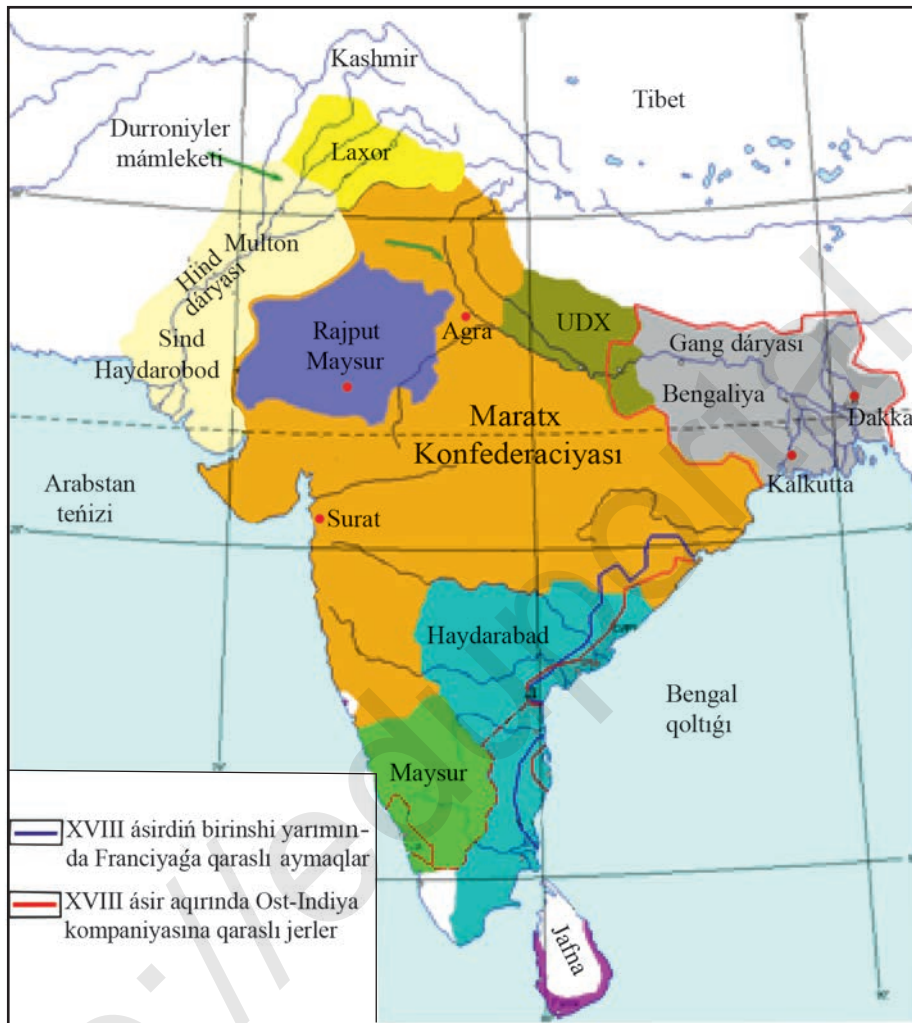 Kashmir
Tibet
Durroniyler
mámleketi
Laxor
Multon
Hind
dáryası
Sind
Haydarobod
Rajput
Maysur
Agra
UDX
Gang dáryası
Bengaliya
Dakka
Kalkutta
Maratx
Konfederaciyası
Arabstan
teńizi
Surat
Haydarabad
Bengal
qoltıǵı
Maysur
Jafna
XVIII ásirdiń birinshi yarımın-
da Franciyaǵa qaraslı aymaqlar
XVIII ásir aqırında Ost-Indiya
kompaniyasına qaraslı jerler